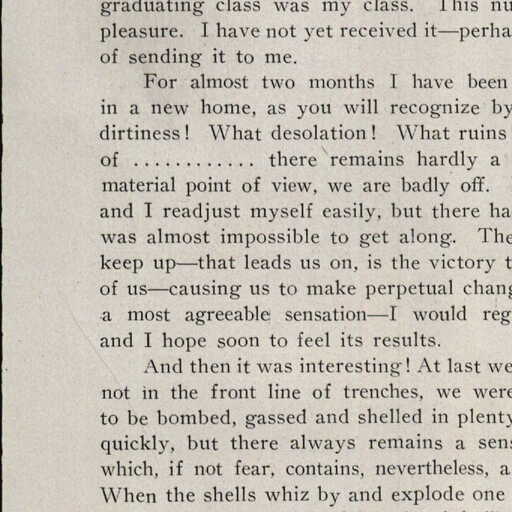 graduating class was my class. This nu
pleasure. I have not yet received it—perha
of sending it to me.
For almost two months I have been
in a new home, as you will recognize by
dirtiness! What desolation! What ruins
of ............ there remains hardly a
material point of view, we are badly off.
and I readjust myself easily, but there ha
was almost impossible to get along. The
keep up—that leads us on, is the victory t
of us—causing us to make perpetual chang
a most agreeable sensation—I would reg
and I hope soon to feel its results.
And then it was interesting! At last we
not in the front line of trenches, we were
to be bombed, gassed and shelled in plenty
quickly, but there always remains a sens
which, if not fear, contains, nevertheless, a
When the shells whiz by and explode one